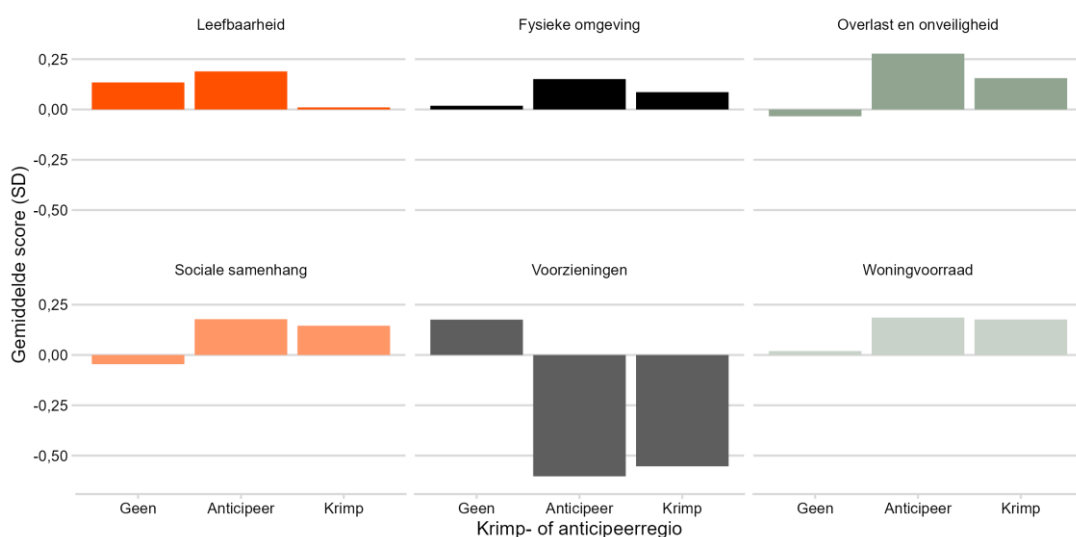 Leefbaarheid
Fysieke omgeving
Overlast en onveiligheid
0,25
0,00
-0,25
-0,50
Gemiddelde score (SD)
Sociale samenhang
Voorzieningen
Woningvoorraad
0,25
0,00
-0,25
-0,50
Geen Anticipeer Krimp
Geen Anticipeer Krimp
Geen Anticipeer Krimp
Krimp- of anticipeerregio